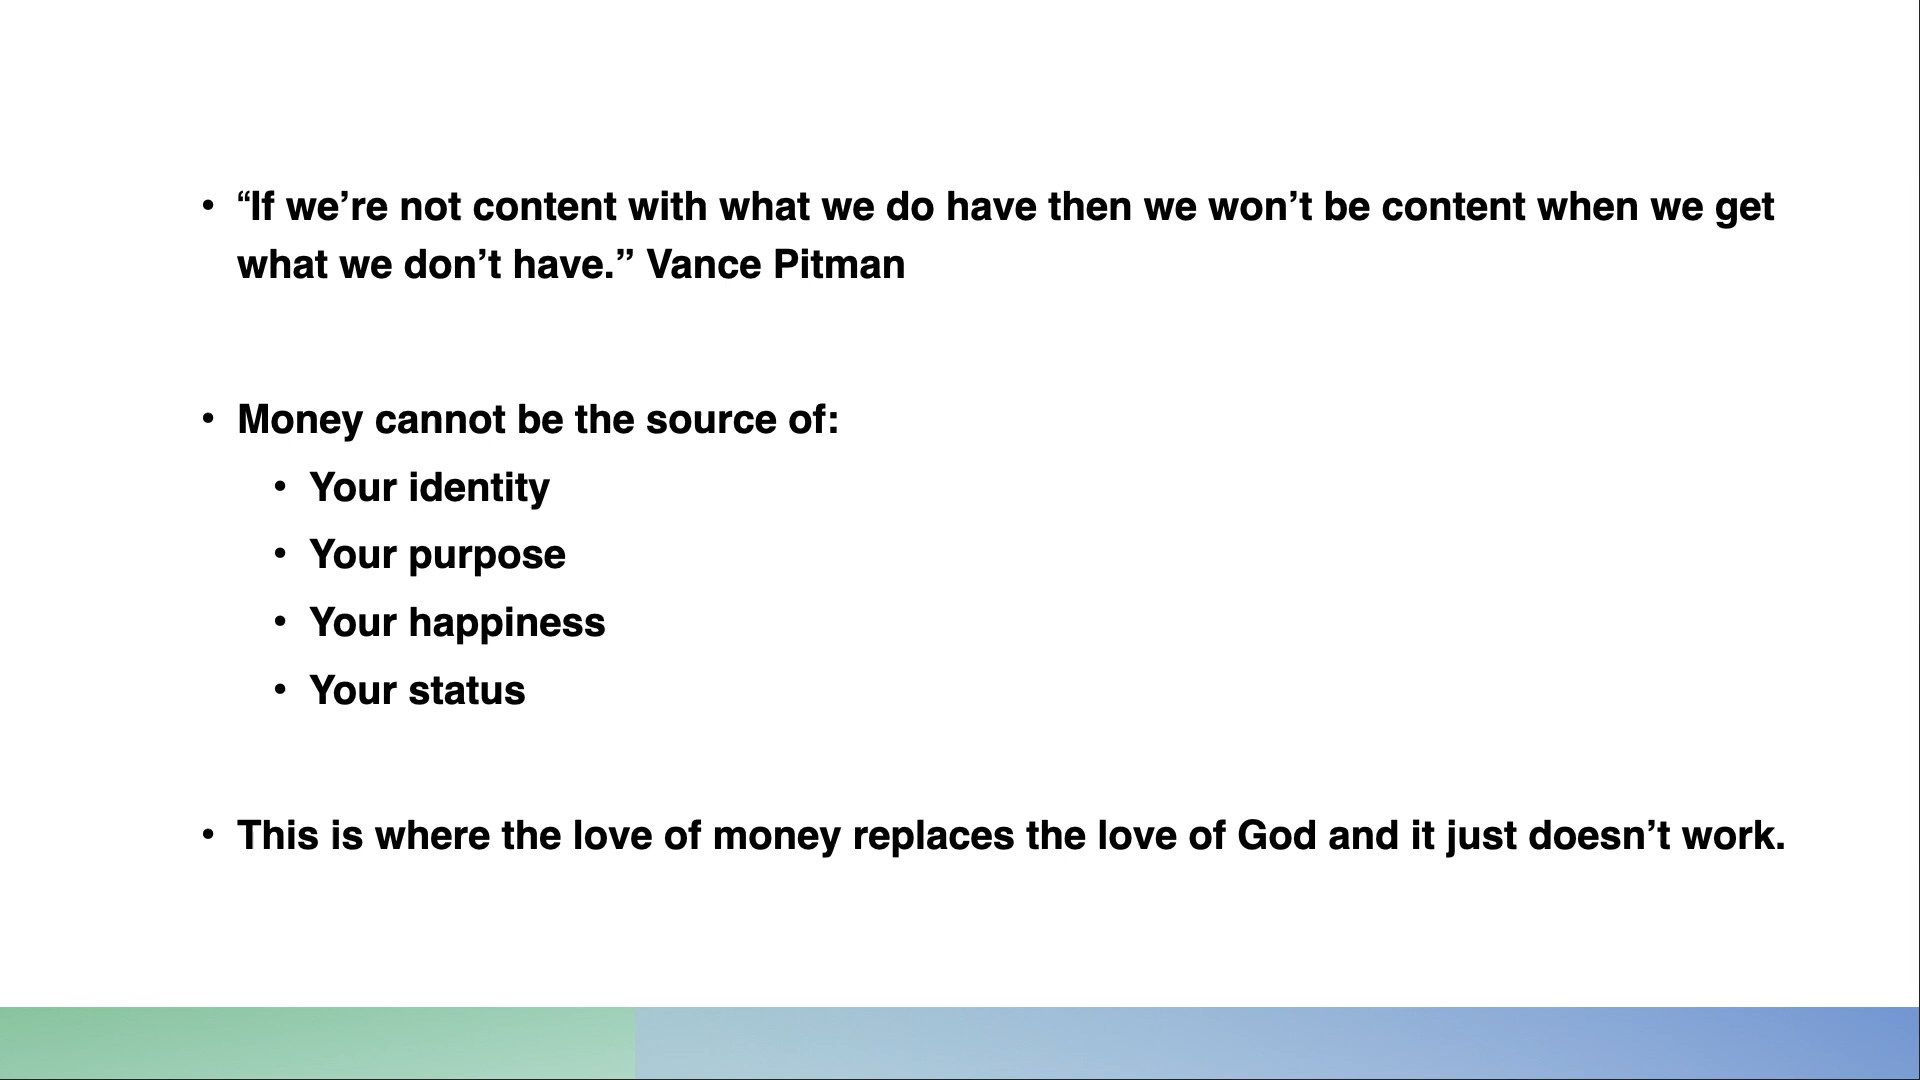 • “If we’re not content with what we do have then we won’t be content when we get
what we don’t have.” Vance Pitman
• Money cannot be the source of:
• Your identity
• Your purpose
• Your happiness
• Your status
• This is where the love of money replaces the love of God and it just doesn’t work.